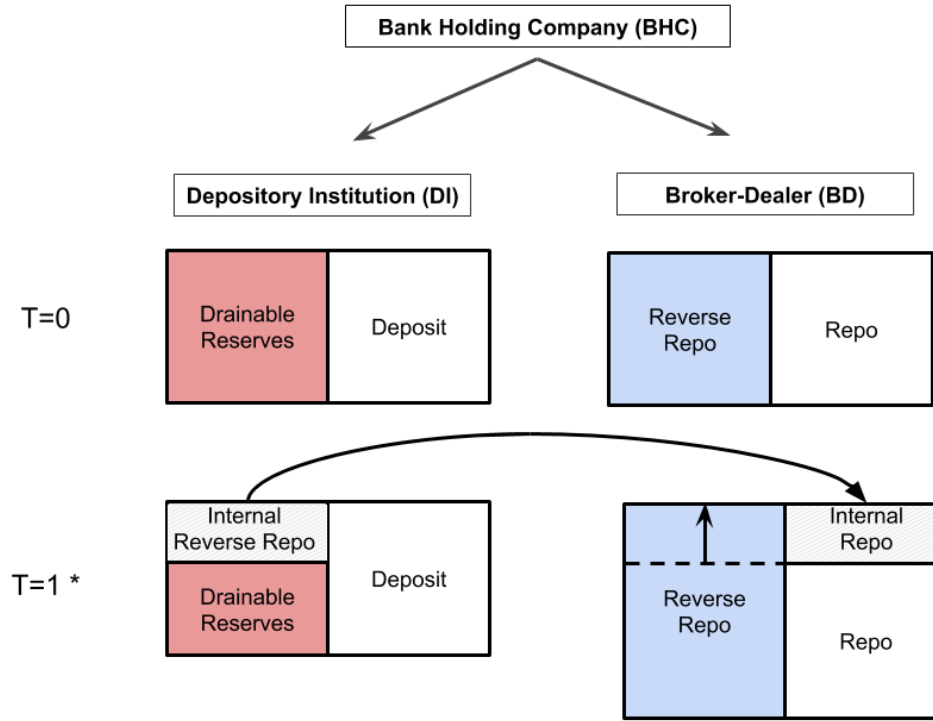 Bank Holding Company (BHC)
Depository Institution (DI)
Broker-Dealer (BD)
T=0
Drainable
Reserves
Deposit
Reverse
Repo
Repo
T=1 *
Internal
Reverse Repo
Drainable
Reserves
Deposit
Reverse
Repo
Internal
Repo
Repo